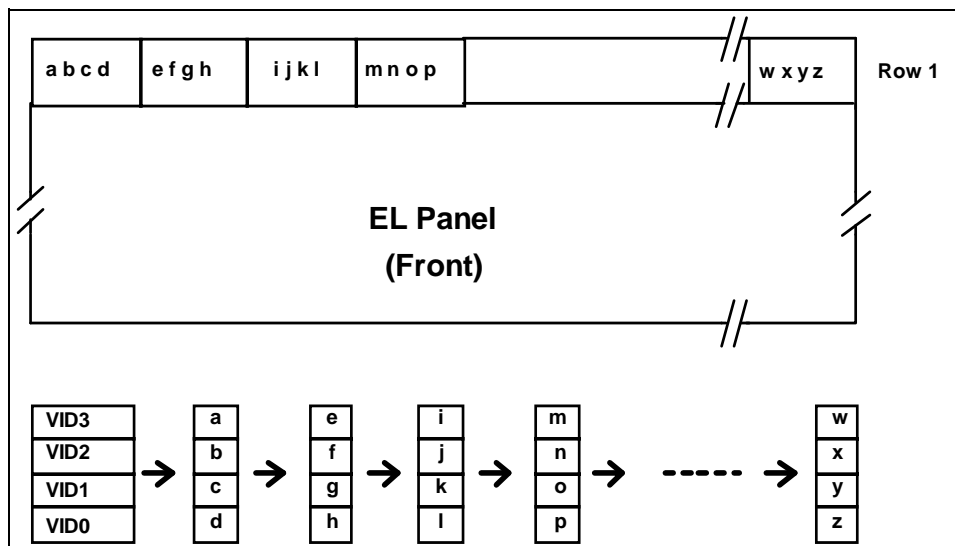 a b c d e f g h i j k l m n o p w x y z Row 1
EL Panel
(Front)
VID3 a e i m w
VID2 b f j n x
VID1 c g k o y
VID0 d h l p z